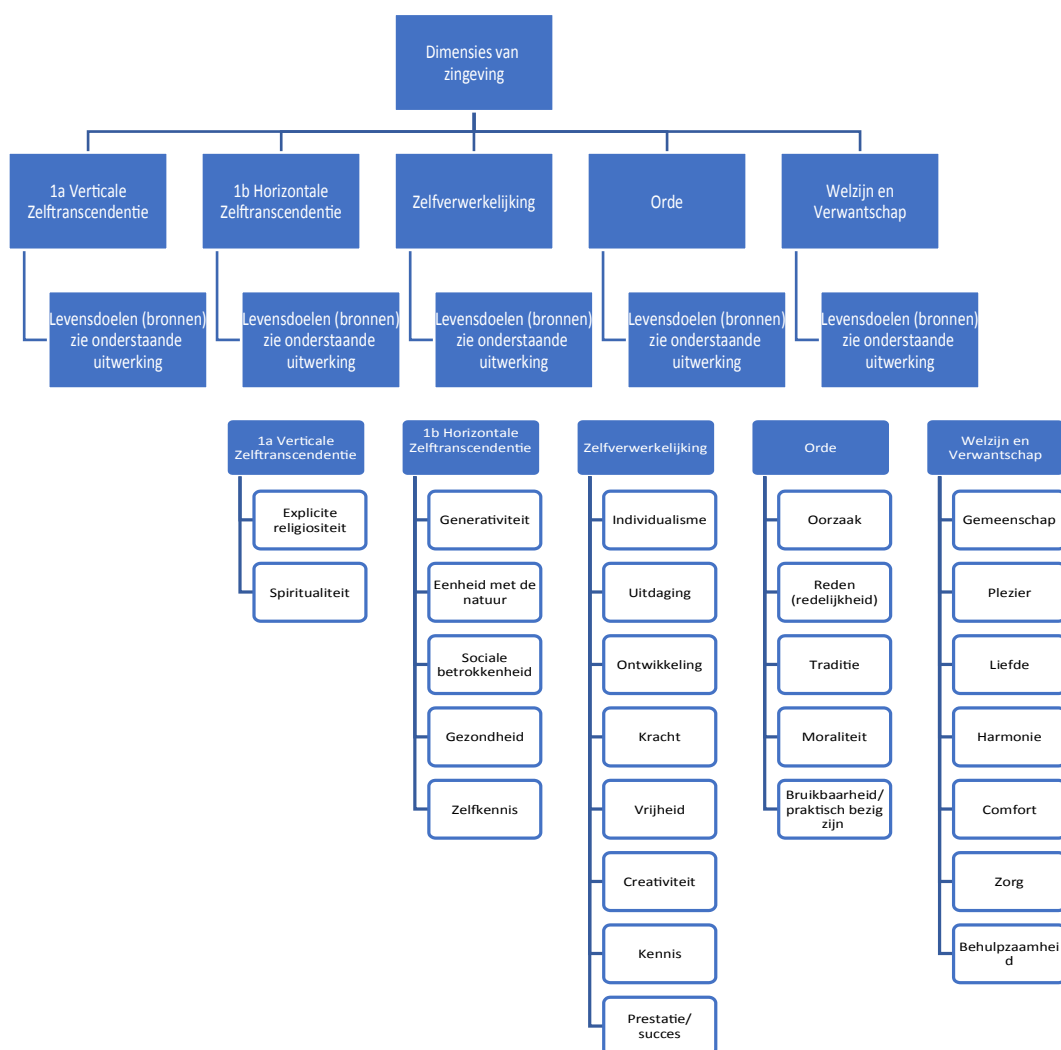 Dimensies van
zingeving
1a Verticale
Zelftranscendentie
1b Horizontale
Zelftranscendentie
Zelfverwerkelijking
Orde
Welzijn en
Verwantschap
Levensdoelen (bronnen)
zie onderstaande
uitwerking
Levensdoelen (bronnen)
zie onderstaande
uitwerking
Levensdoelen (bronnen)
zie onderstaande
uitwerking
Levensdoelen (bronnen)
zie onderstaande
uitwerking
Levensdoelen (bronnen)
zie onderstaande
uitwerking
1a Verticale
Zelftranscendentie
Explicite
religiositeit
Spiritualiteit
1b Horizontale
Zelftranscendentie
Generativiteit
Eenheid met de
natuur
Sociale
betrokkenheid
Gezondheid
Zelfkennis
Zelfverwerkelijking
Individualisme
Uitdaging
Ontwikkeling
Kracht
Vrijheid
Creativiteit
Kennis
Prestatie/
succes
Orde
Oorzaak
Reden
(redelijkheid)
Traditie
Moraliteit
Bruikbaarheid/
praktisch bezig
zijn
Welzijn en
Verwantschap
Gemeenschap
Plezier
Liefde
Harmonie
Comfort
Zorg
Behulpzaamhei
d